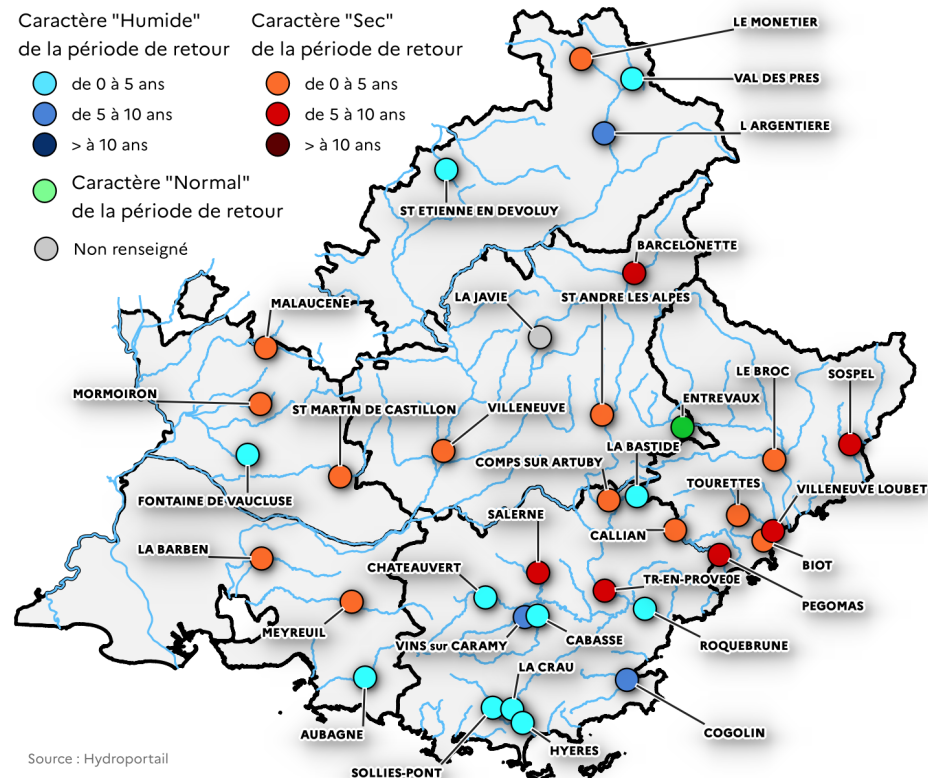 Caractère "Humide"
de la période de retour
de 0 à 5 ans
de 5 à 10 ans
> à 10 ans
Caractère "Sec"
de la période de retour
de 0 à 5 ans
de 5 à 10 ans
> à 10 ans
Caractère "Normal"
de la période de retour
Non renseigné
LE MONETIER
VAL DES PRES
L ARGENTIERE
ST ETIENNE EN DEVOLUY
BARCELONETTE
LA JAVIE
ST ANDRE LES ALPES
MALAUCENE
LE BROC
SOSPEL
MORMOIRON
ENTREVAUX
ST MARTIN DE CASTILLON
VILLENEUVE
LA BASTIDE
COMPS SUR ARTUBY
TOURETTES
VILLENEUVE LOUBET
FONTAINE DE VAUCLUSE
SALERNE
CALLIAN
LA BARBEN
CHATEAUVERT
BIOT
TR-EN-PROVE0E
PEGOMAS
MEYREUIL
VINS sur CARAMY
CABASSE
ROQUEBRUNE
LA CRAU
AUBAGNE
COGOLIN
HYERES
SOLLIES-PONT
Source : Hydroportail